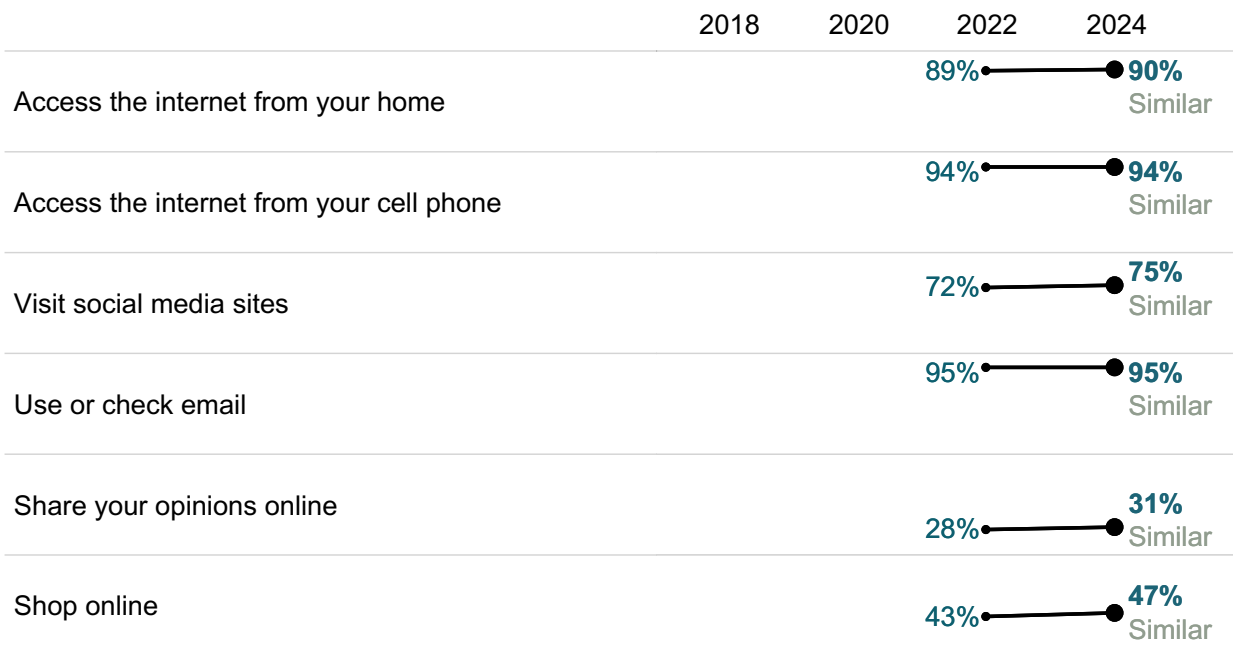 2018 2020 2022 2024
Access the internet from your home 89% 90%
Similar
Access the internet from your cell phone 94% 94%
Similar
Visit social media sites 72% 75%
Similar
Use or check email 95% 95%
Similar
Share your opinions online 28% 31%
Similar
Shop online 43% 47%
Similar